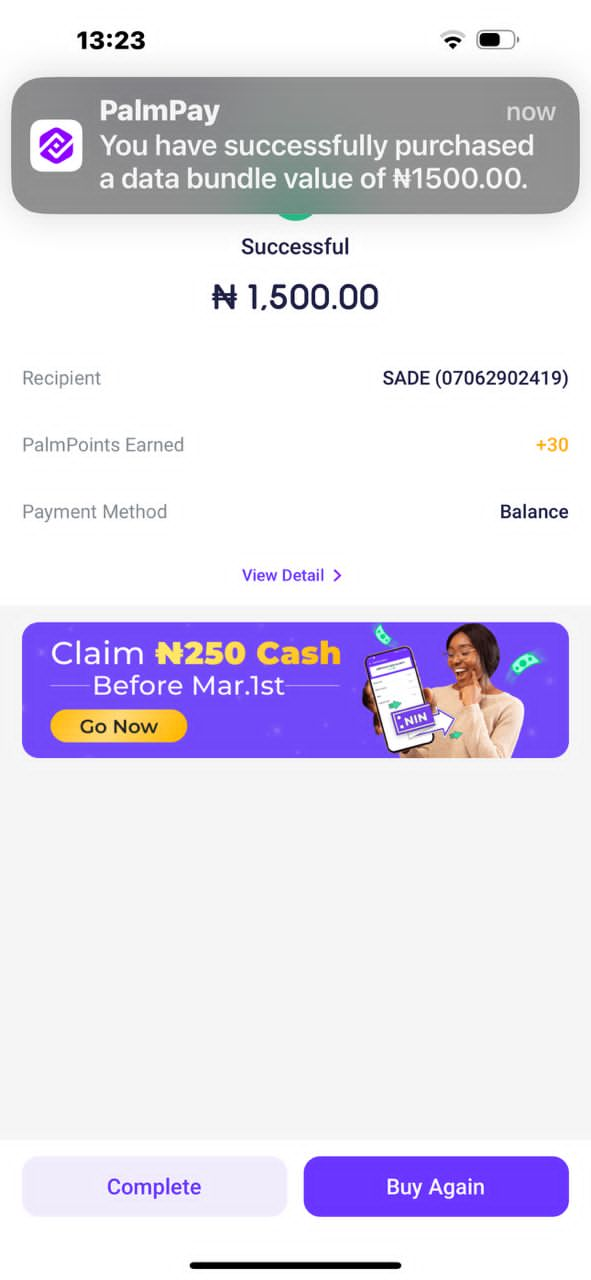 13:23
PalmPay
now
You have successfully purchased
a data bundle value of ₦1500.00.
Successful
₦ 1,500.00
Recipient
SADE (07062902419)
PalmPoints Earned
+30
Payment Method
Balance
View Detail >
Claim ₦250 Cash
Before Mar.1st
Go Now
NIN
Complete
Buy Again